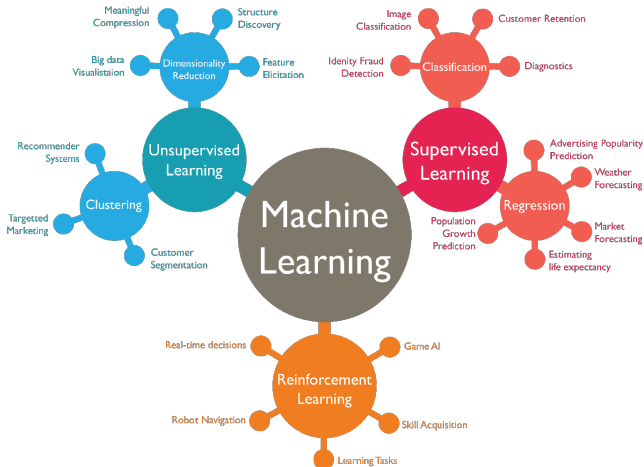 Meaningful
Compression
Structure
Discovery
Big data
Visualistaion
Dimensionality
Reduction
Feature
Elicitation
Image
Classification
Customer Retention
Idenity Fraud
Detection
Classification
Diagnostics
Unsupervised
Learning
Supervised
Learning
Recommender
Systems
Clustering
Targetted
Marketing
Customer
Segmentation
Machine
Learning
Advertising Popularity
Prediction
Weather
Forecasting
Regression
Population
Growth
Prediction
Market
Forecasting
Estimating
life expectancy
Real-time decisions
Game AI
Reinforcement
Learning
Robot Navigation
Skill Acquisition
Learning Tasks